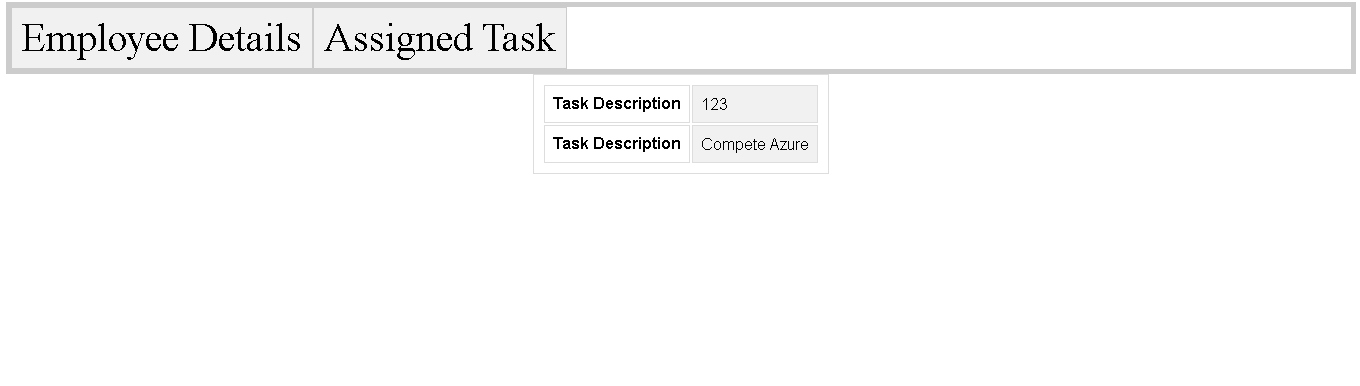 Employee Details Assigned Task
Task Description 123
Task Description Compete Azure